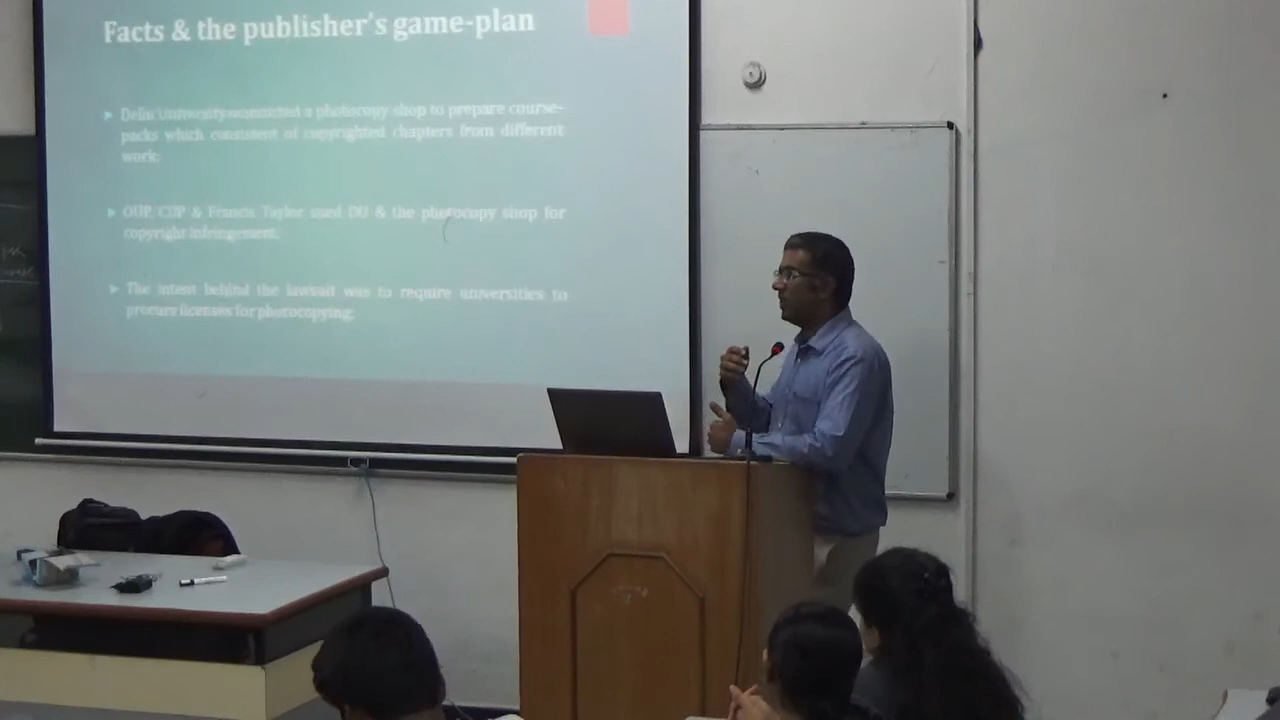 Facts & the publisher's game-plan
Delhi University a photocopy shop to prepare course-
packs which consisted of copyrighted chapters from different
work;
OUP, CUP & Francis Taylor sued DU & the photocopy shop for
copyright infringement;
The intent behind the lawsuit was to require universities to
procure licenses for photocopying;